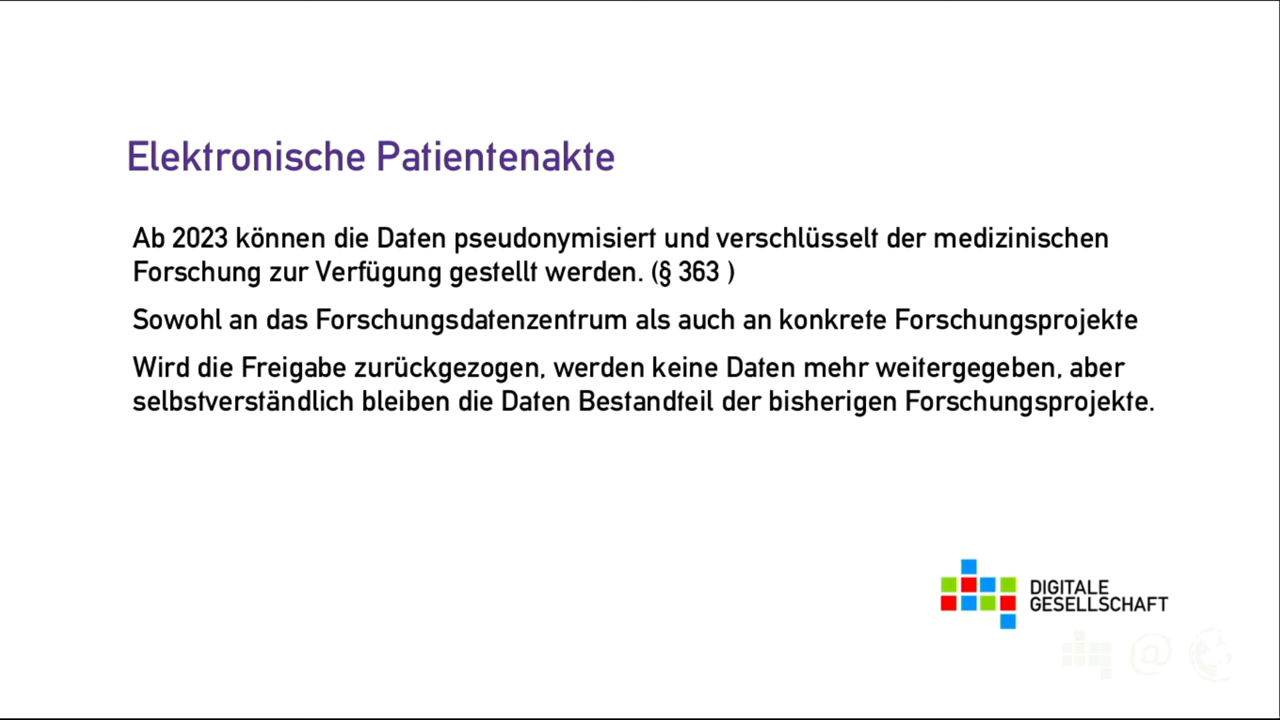 Elektronische Patientenakte
Ab 2023 können die Daten pseudonymisiert und verschlüsselt der medizinischen
Forschung zur Verfügung gestellt werden. (§ 363 )
Sowohl an das Forschungsdatenzentrum als auch an konkrete Forschungsprojekte
Wird die Freigabe zurückgezogen, werden keine Daten mehr weitergegeben, aber
selbstverständlich bleiben die Daten Bestandteil der bisherigen Forschungsprojekte.
DIGITALE
GESELLSCHAFT
@